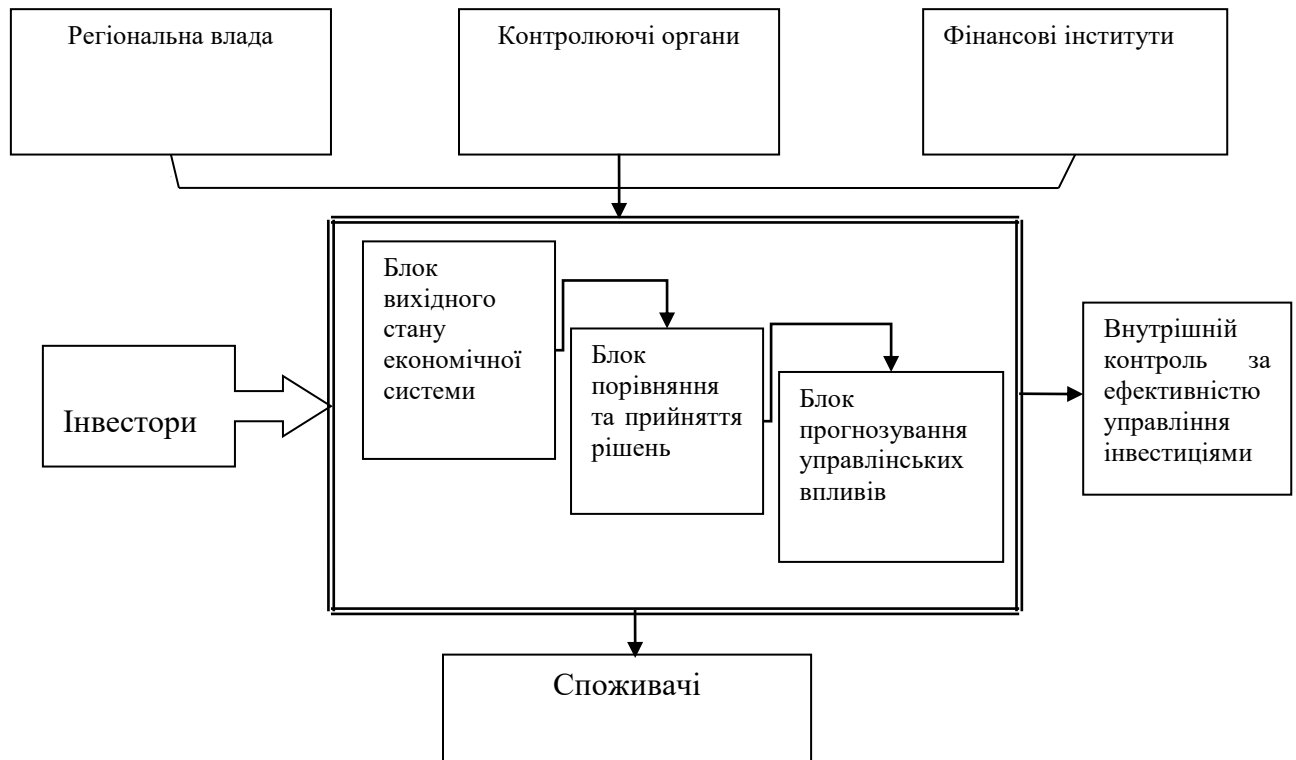 Регіональна влада
Контролюючі органи
Фінансові інститути
Інвестори
Блок
вихідного
стану
економічної
системи
Блок
порівняння
та прийняття
рішень
Блок
прогнозування
управлінських
впливів
Внутрішній
контроль за
ефективністю
управління
інвестиціями
Споживачі